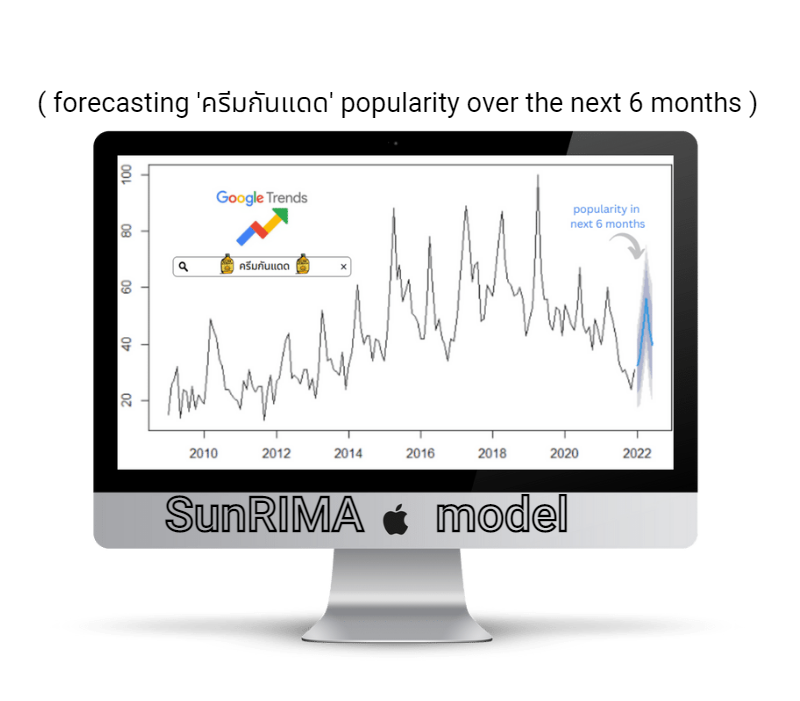 ( forecasting 'ครีมกันแดด' popularity over the next 6 months )
Google Trends
ครีมกันแดด ×
popularity in
next 6 months
100
80
60
40
20
2010 2012 2014 2016 2018 2020 2022
SunRIMA model